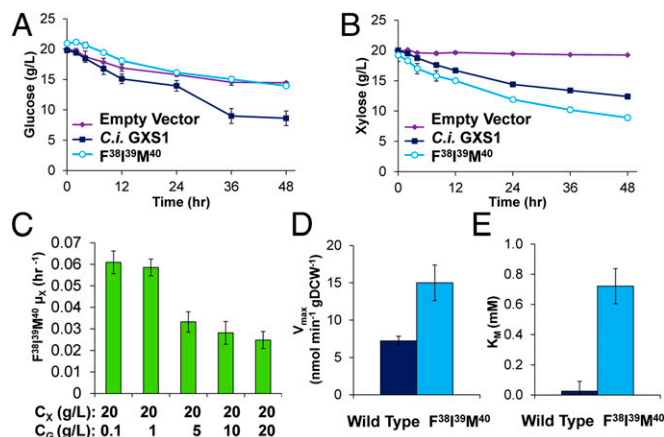 A
25
20
15
10
5
0
Glucose (g/L)
Empty Vector
C.i. GXS1
F³⁸I³⁹M⁴⁰
0 12 24 36 48
Time (hr)
B
25
20
15
10
5
0
Xylose (g/L)
Empty Vector
C.i. GXS1
F³⁸I³⁹M⁴⁰
0 12 24 36 48
Time (hr)
C
0.07
0.06
0.05
0.04
0.03
0.02
0.01
0
F³⁸I³⁹M⁴⁰ μX (hr⁻¹)
CX (g/L): 20 20 20 20 20
CG (g/L): 0.1 1 5 10 20
D
20
15
10
5
0
Vmax
(nmol min⁻¹ gDCW⁻¹)
Wild Type F³⁸I³⁹M⁴⁰
E
1.0
0.8
0.6
0.4
0.2
0.0
KM (mM)
Wild Type F³⁸I³⁹M⁴⁰